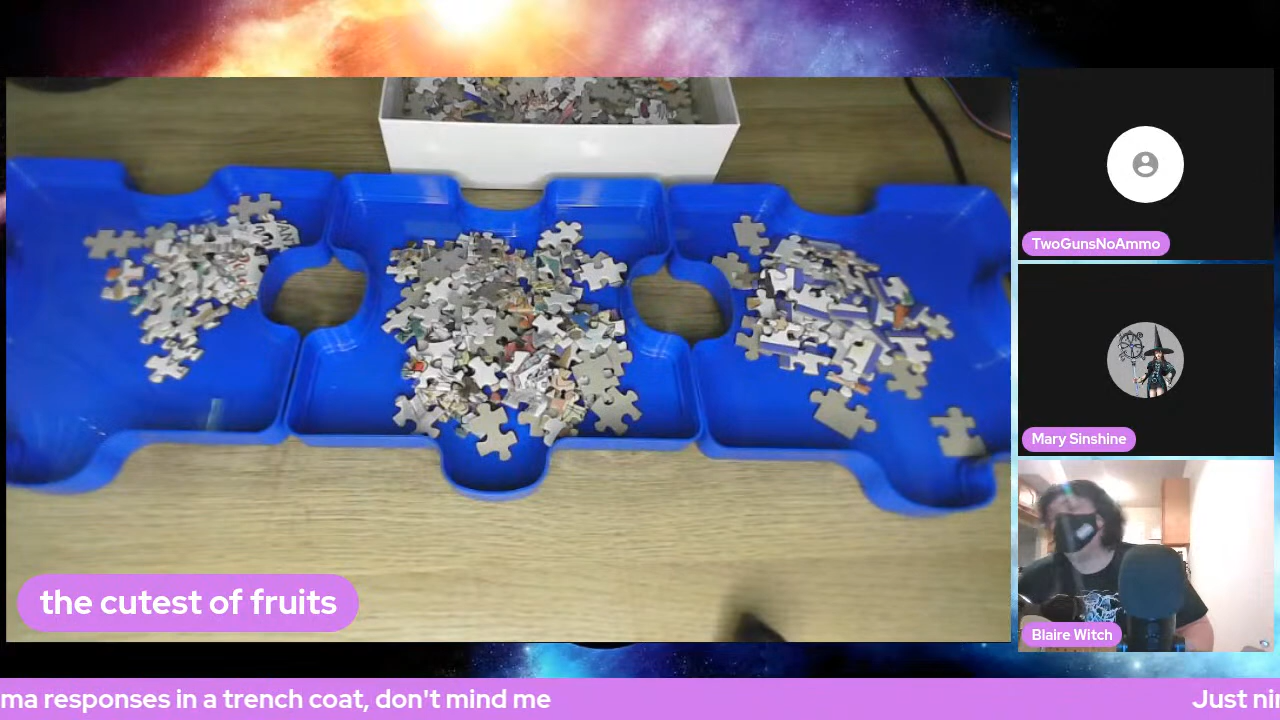 TwoGunsNoAmmo
Mary Sinshine
Blaire Witch
the cutest of fruits
ma responses in a trench coat, don't mind me
Just nin